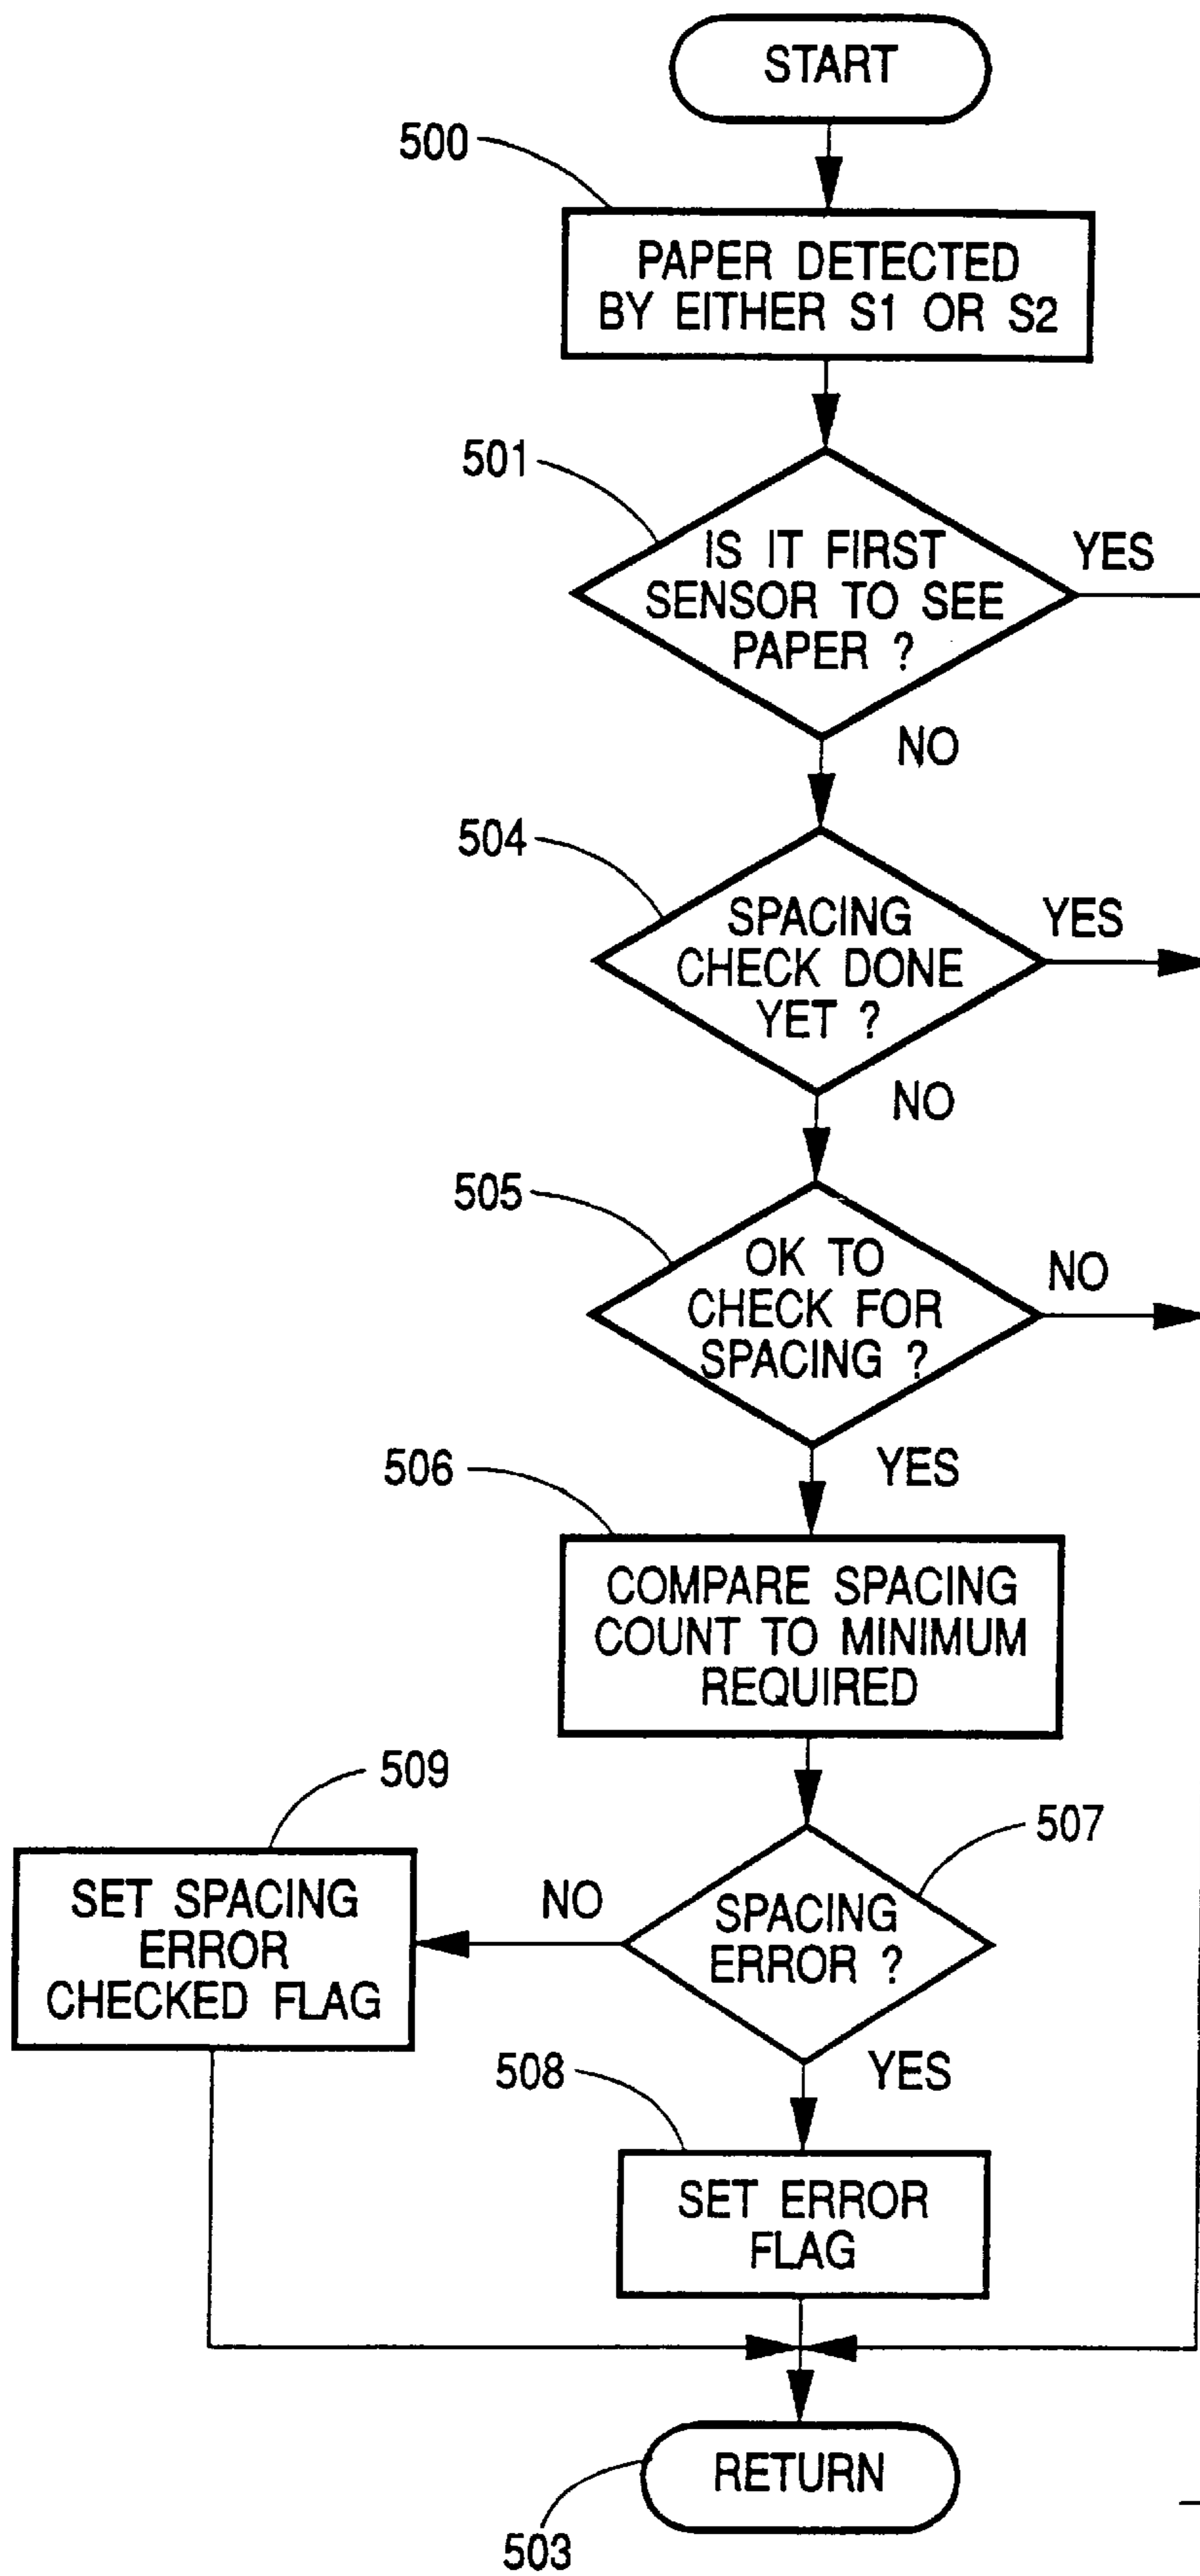 START
500
PAPER DETECTED
BY EITHER S1 OR S2
501
IS IT FIRST
SENSOR TO SEE
PAPER ?
YES
NO
504
SPACING
CHECK DONE
YET ?
YES
NO
505
OK TO
CHECK FOR
SPACING ?
NO
YES
506
COMPARE SPACING
COUNT TO MINIMUM
REQUIRED
509
507
SET SPACING
ERROR
CHECKED FLAG
NO
SPACING
ERROR ?
YES
508
SET ERROR
FLAG
RETURN
503